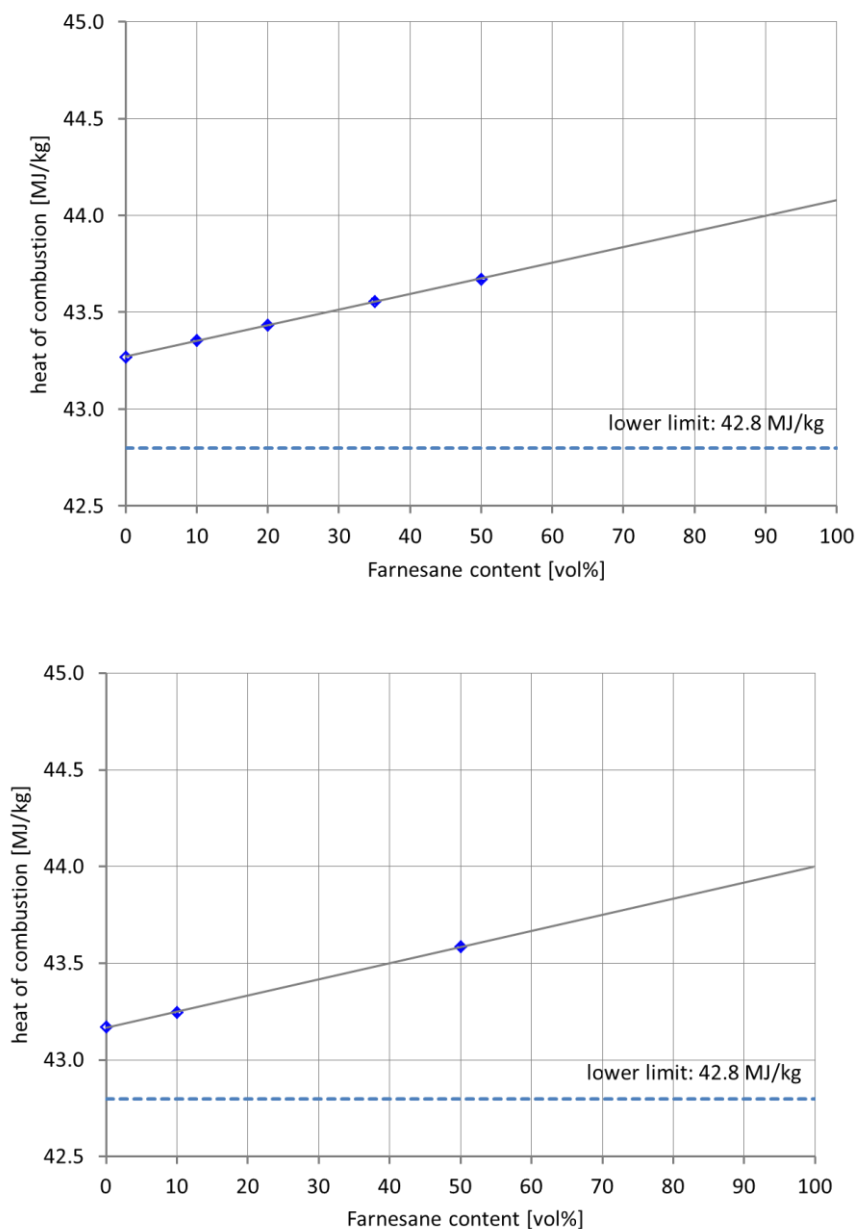 45.0
44.5
44.0
43.5
43.0
42.5
heat of combustion [MJ/kg]
lower limit: 42.8 MJ/kg
0 10 20 30 40 50 60 70 80 90 100
Farnesane content [vol%]
45.0
44.5
44.0
43.5
43.0
42.5
heat of combustion [MJ/kg]
lower limit: 42.8 MJ/kg
0 10 20 30 40 50 60 70 80 90 100
Farnesane content [vol%]